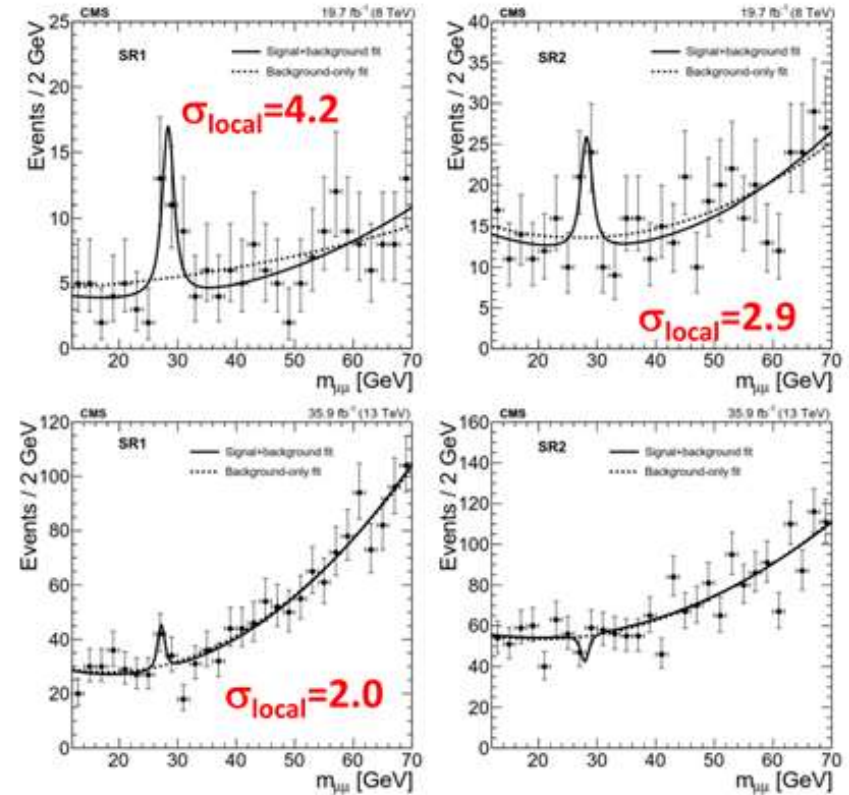 CMS 19.7 fb⁻¹ (8 TeV)
SR1
Signal+background fit
Background-only fit
σlocal=4.2
Events / 2 GeV
25
20
15
10
5
0
20 30 40 50 60 70
mμμ [GeV]
CMS 19.7 fb⁻¹ (8 TeV)
SR2
Signal+background fit
Background-only fit
σlocal=2.9
Events / 2 GeV
40
35
30
25
20
15
10
5
0
20 30 40 50 60 70
mμμ [GeV]
CMS 35.9 fb⁻¹ (13 TeV)
SR1
Signal+background fit
Background-only fit
σlocal=2.0
Events / 2 GeV
120
100
80
60
40
20
0
20 30 40 50 60 70
mμμ [GeV]
CMS 35.9 fb⁻¹ (13 TeV)
SR2
Signal+background fit
Background-only fit
Events / 2 GeV
160
140
120
100
80
60
40
20
0
20 30 40 50 60 70
mμμ [GeV]